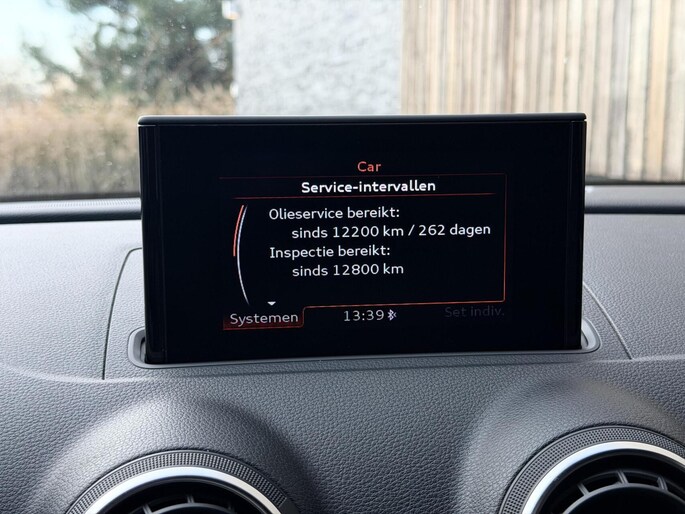 Car
Service-intervallen
Olieservice bereikt:
sinds 12200 km / 262 dagen
Inspectie bereikt:
sinds 12800 km
Systemen
13:39
Set indiv.